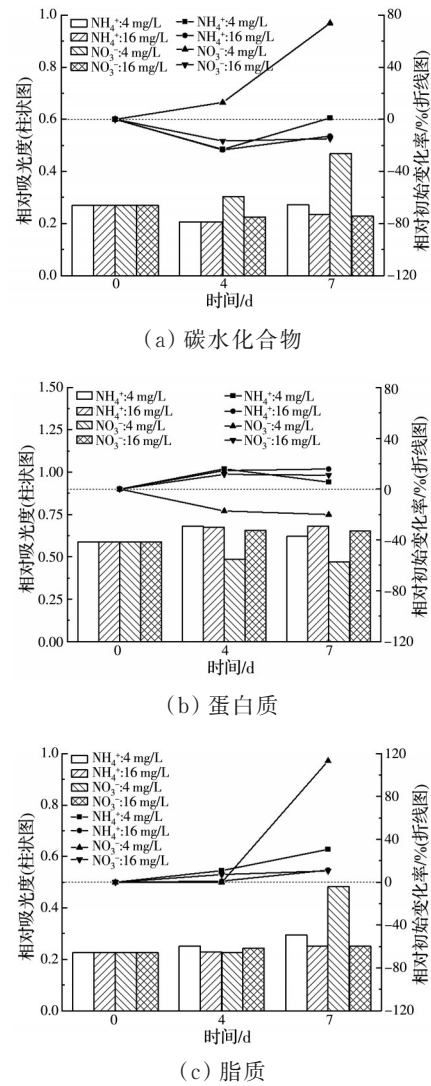 NH₄⁺:4 mg/L
NH₄⁺:16 mg/L
NO₃⁻:4 mg/L
NO₃⁻:16 mg/L
NH₄⁺:4 mg/L
NH₄⁺:16 mg/L
NO₃⁻:4 mg/L
NO₃⁻:16 mg/L
相对吸光度(柱状图)
1.0
0.8
0.6
0.4
0.2
0.0
相对初始变化率/%(折线图)
80
40
0
−40
−80
−120
0 4 7
时间/d
(a) 碳水化合物
NH₄⁺:4 mg/L
NH₄⁺:16 mg/L
NO₃⁻:4 mg/L
NO₃⁻:16 mg/L
NH₄⁺:4 mg/L
NH₄⁺:16 mg/L
NO₃⁻:4 mg/L
NO₃⁻:16 mg/L
相对吸光度(柱状图)
1.50
1.25
1.00
0.75
0.50
0.25
0.00
相对初始变化率/%(折线图)
80
40
0
−40
−80
−120
0 4 7
时间/d
(b) 蛋白质
NH₄⁺:4 mg/L
NH₄⁺:16 mg/L
NO₃⁻:4 mg/L
NO₃⁻:16 mg/L
NH₄⁺:4 mg/L
NH₄⁺:16 mg/L
NO₃⁻:4 mg/L
NO₃⁻:16 mg/L
相对吸光度(柱状图)
1.0
0.8
0.6
0.4
0.2
0.0
相对初始变化率/%(折线图)
120
80
40
0
−40
−80
−120
0 4 7
时间/d
(c) 脂质